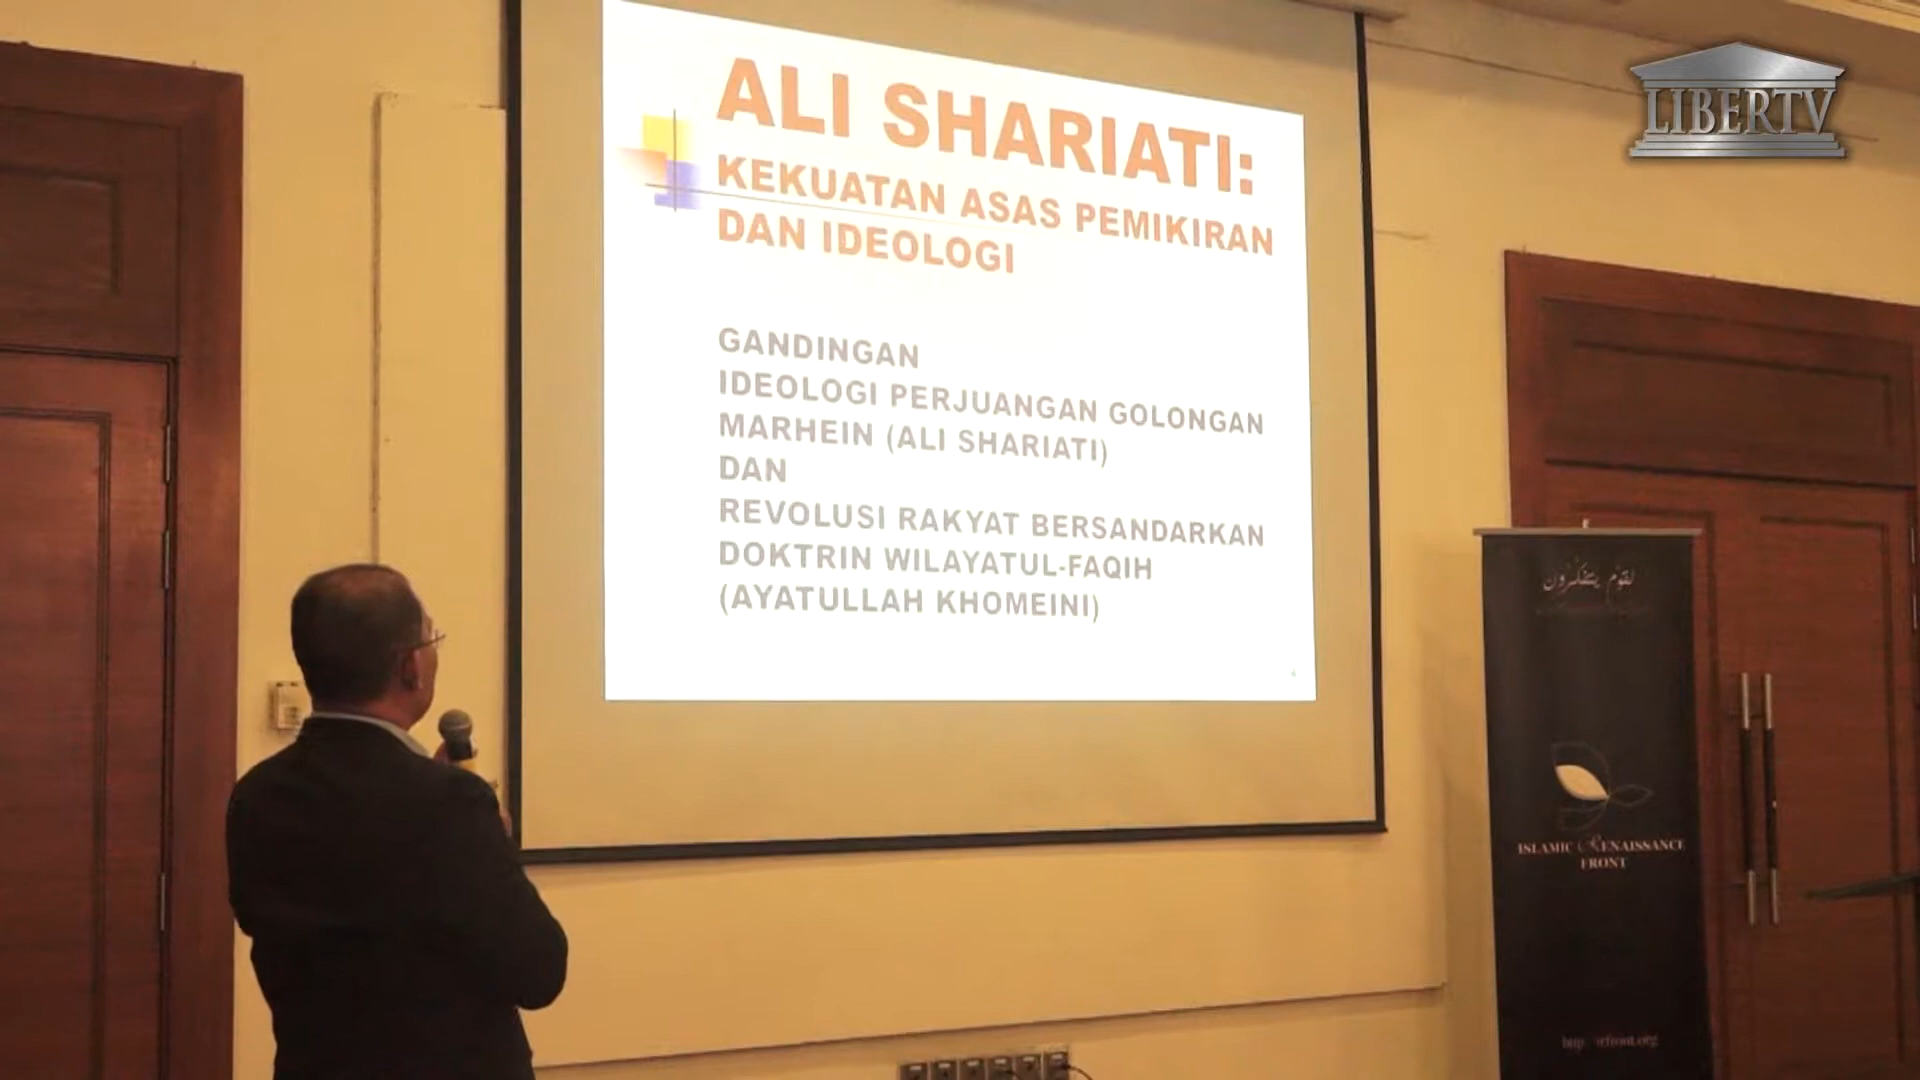 LIBERTV
ALI SHARIATI:
KEKUATAN ASAS PEMIKIRAN
DAN IDEOLOGI
GANDINGAN
IDEOLOGI PERJUANGAN GOLONGAN
MARHEIN (ALI SHARIATI)
DAN
REVOLUSI RAKYAT BERSANDARKAN
DOKTRIN WILAYATUL-FAQIH
(AYATULLAH KHOMEINI)
لقوم يتفكرون
ISLAMIC RENAISSANCE
FRONT